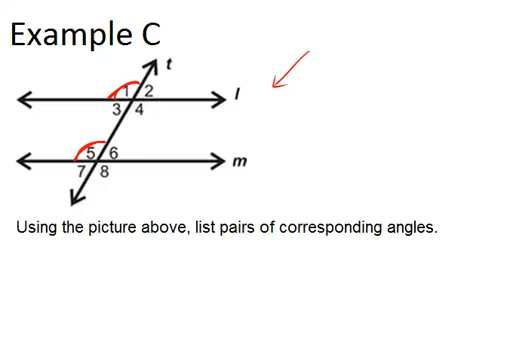 Example C
t
1 2
l
3 4
5 6
m
7 8
Using the picture above, list pairs of corresponding angles.